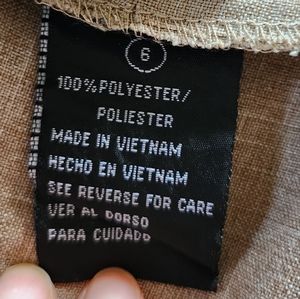 6
100% POLYESTER/
POLIESTER
MADE IN VIETNAM
HECHO EN VIETNAM
SEE REVERSE FOR CARE
VER AL DORSO
PARA CUIDADO